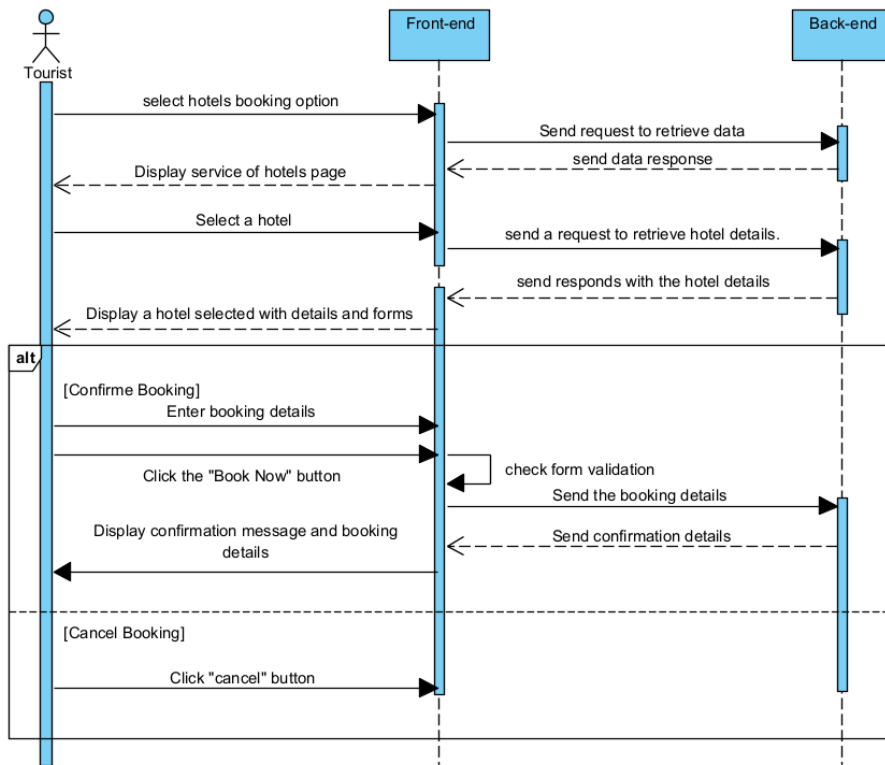 Front-end
Back-end
Tourist
select hotels booking option
Send request to retrieve data
send data response
Display service of hotels page
Select a hotel
send a request to retrieve hotel details.
send responds with the hotel details
Display a hotel selected with details and forms
alt
[Confirme Booking]
Enter booking details
Click the "Book Now" button
check form validation
Send the booking details
Display confirmation message and booking
details
Send confirmation details
[Cancel Booking]
Click "cancel" button